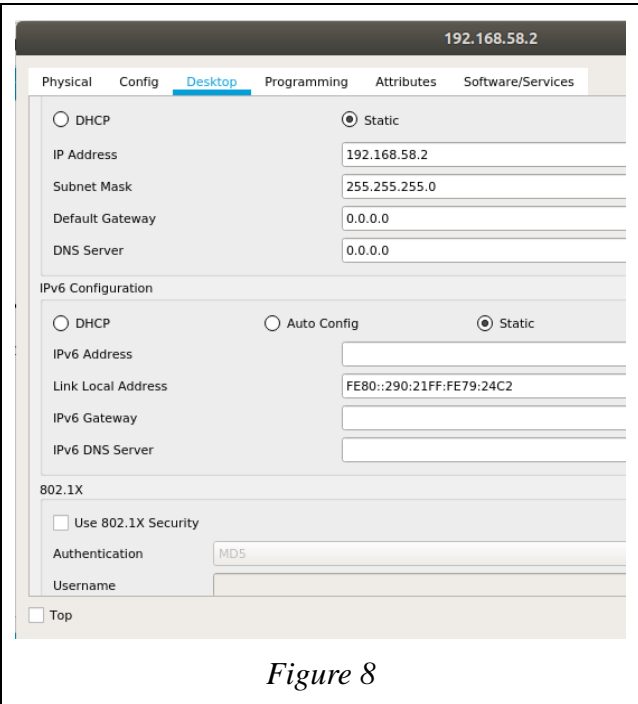 192.168.58.2
Physical Config Desktop Programming Attributes Software/Services
DHCP Static
IP Address 192.168.58.2
Subnet Mask 255.255.255.0
Default Gateway 0.0.0.0
DNS Server 0.0.0.0
IPv6 Configuration
DHCP Auto Config Static
IPv6 Address
Link Local Address FE80::290:21FF:FE79:24C2
IPv6 Gateway
IPv6 DNS Server
802.1X
Use 802.1X Security
Authentication MD5
Username
Top
Figure 8